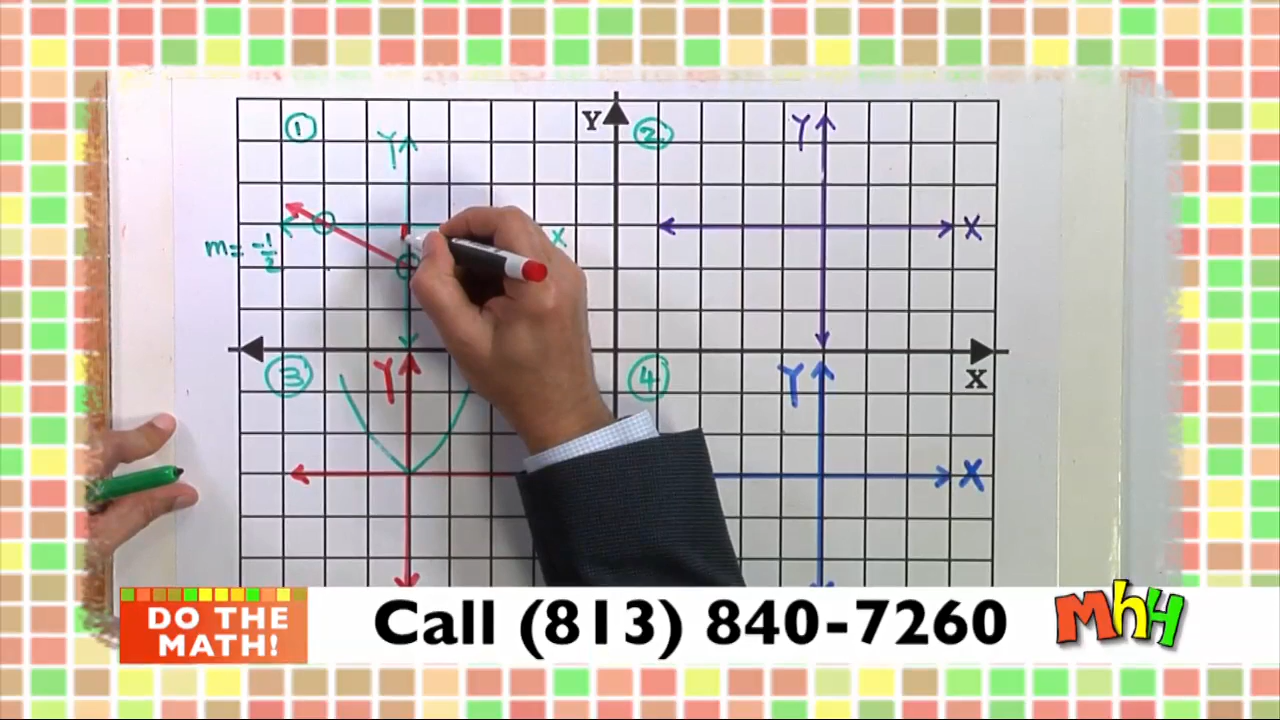 ①
Y
Y
②
Y
X
m = -1/2
X
③
Y
④
Y
X
X
DO THE
MATH!
Call (813) 840-7260
MhH